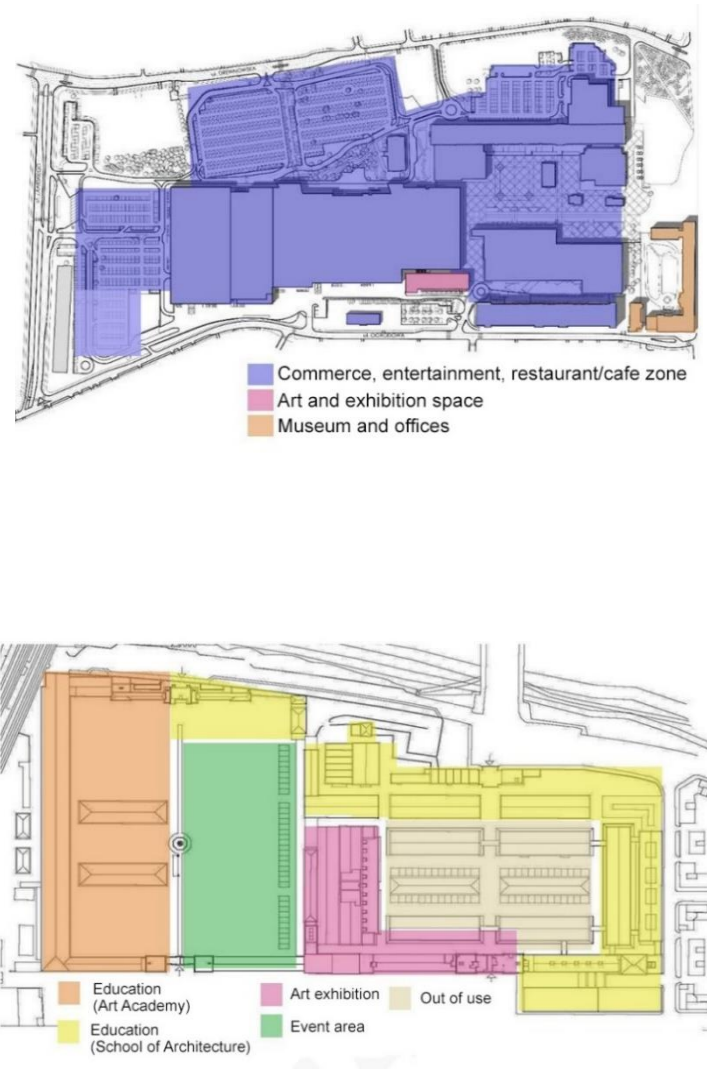 Commerce, entertainment, restaurant/cafe zone
Art and exhibition space
Museum and offices
Education
(Art Academy)
Education
(School of Architecture)
Art exhibition
Event area
Out of use